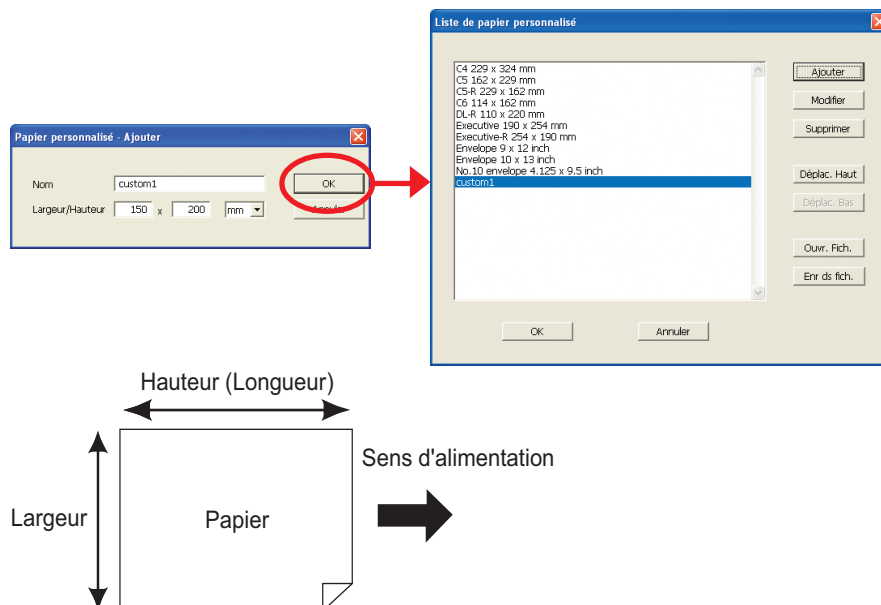 Liste de papier personnalisé
C4 229 x 324 mm
C5 162 x 229 mm
C5-R 229 x 162 mm
C6 114 x 162 mm
DL-R 110 x 220 mm
Executive 190 x 254 mm
Executive-R 254 x 190 mm
Envelope 9 x 12 inch
Envelope 10 x 13 inch
No.10 envelope 4.125 x 9.5 inch
custom1
Ajouter
Modifier
Supprimer
Déplac. Haut
Déplac. Bas
Ouvr. Fich.
Enr ds fich.
OK
Annuler
Papier personnalisé - Ajouter
Nom
custom1
OK
Largeur/Hauteur
150 x 200 mm
Annuler
Hauteur (Longueur)
Sens d'alimentation
Largeur
Papier